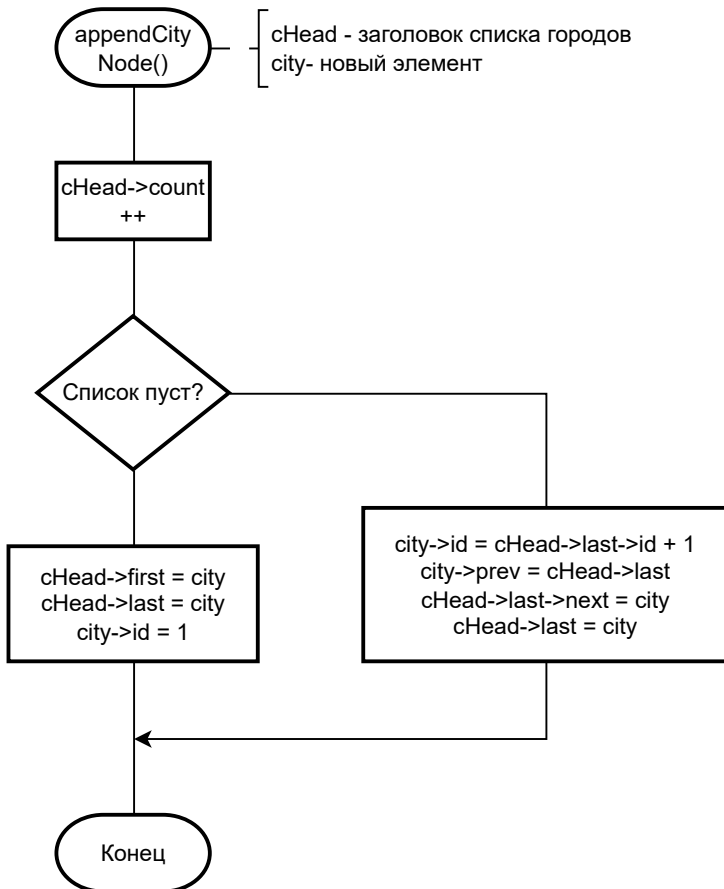 appendCity
Node()
cHead - заголовок списка городов
city- новый элемент
cHead->count
++
Список пуст?
cHead->first = city
cHead->last = city
city->id = 1
city->id = cHead->last->id + 1
city->prev = cHead->last
cHead->last->next = city
cHead->last = city
Конец